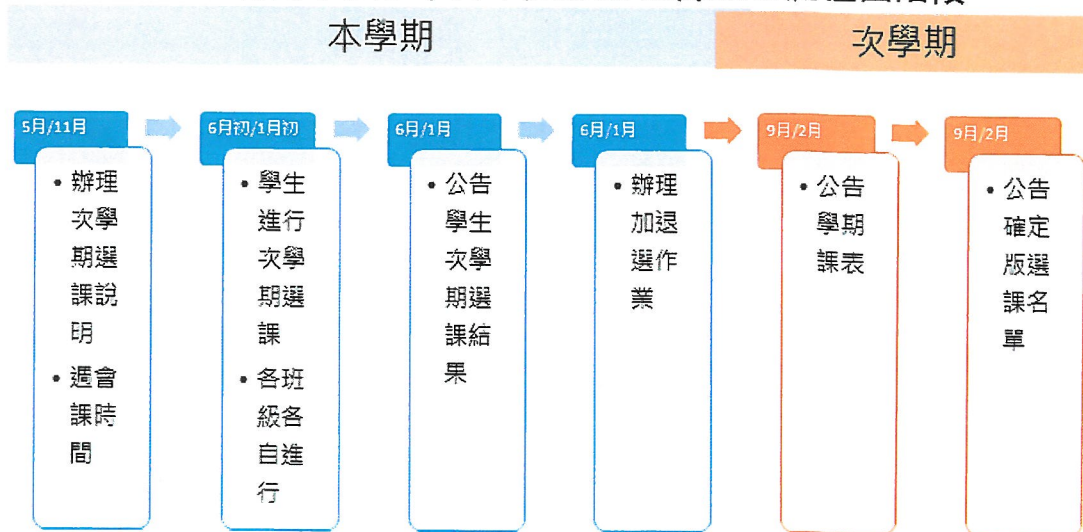 本學期
次學期
5月/11月
6月初/1月初
6月/1月
6月/1月
9月/2月
9月/2月
• 辦理
次學
期選
課說
明
• 週會
課時
間
• 學生
進行
次學
期選
課
• 各班
級各
自進
行
• 公告
學生
次學
期選
課結
果
• 辦理
加退
選作
業
• 公告
學期
課表
• 公告
確定
版選
課名
單